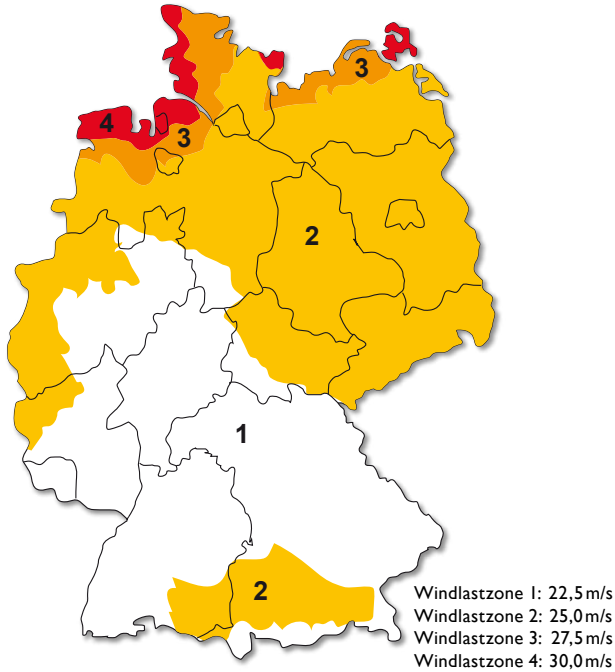 3
4
3
2
1
2
Windlastzone 1: 22,5 m/s
Windlastzone 2: 25,0 m/s
Windlastzone 3: 27,5 m/s
Windlastzone 4: 30,0 m/s